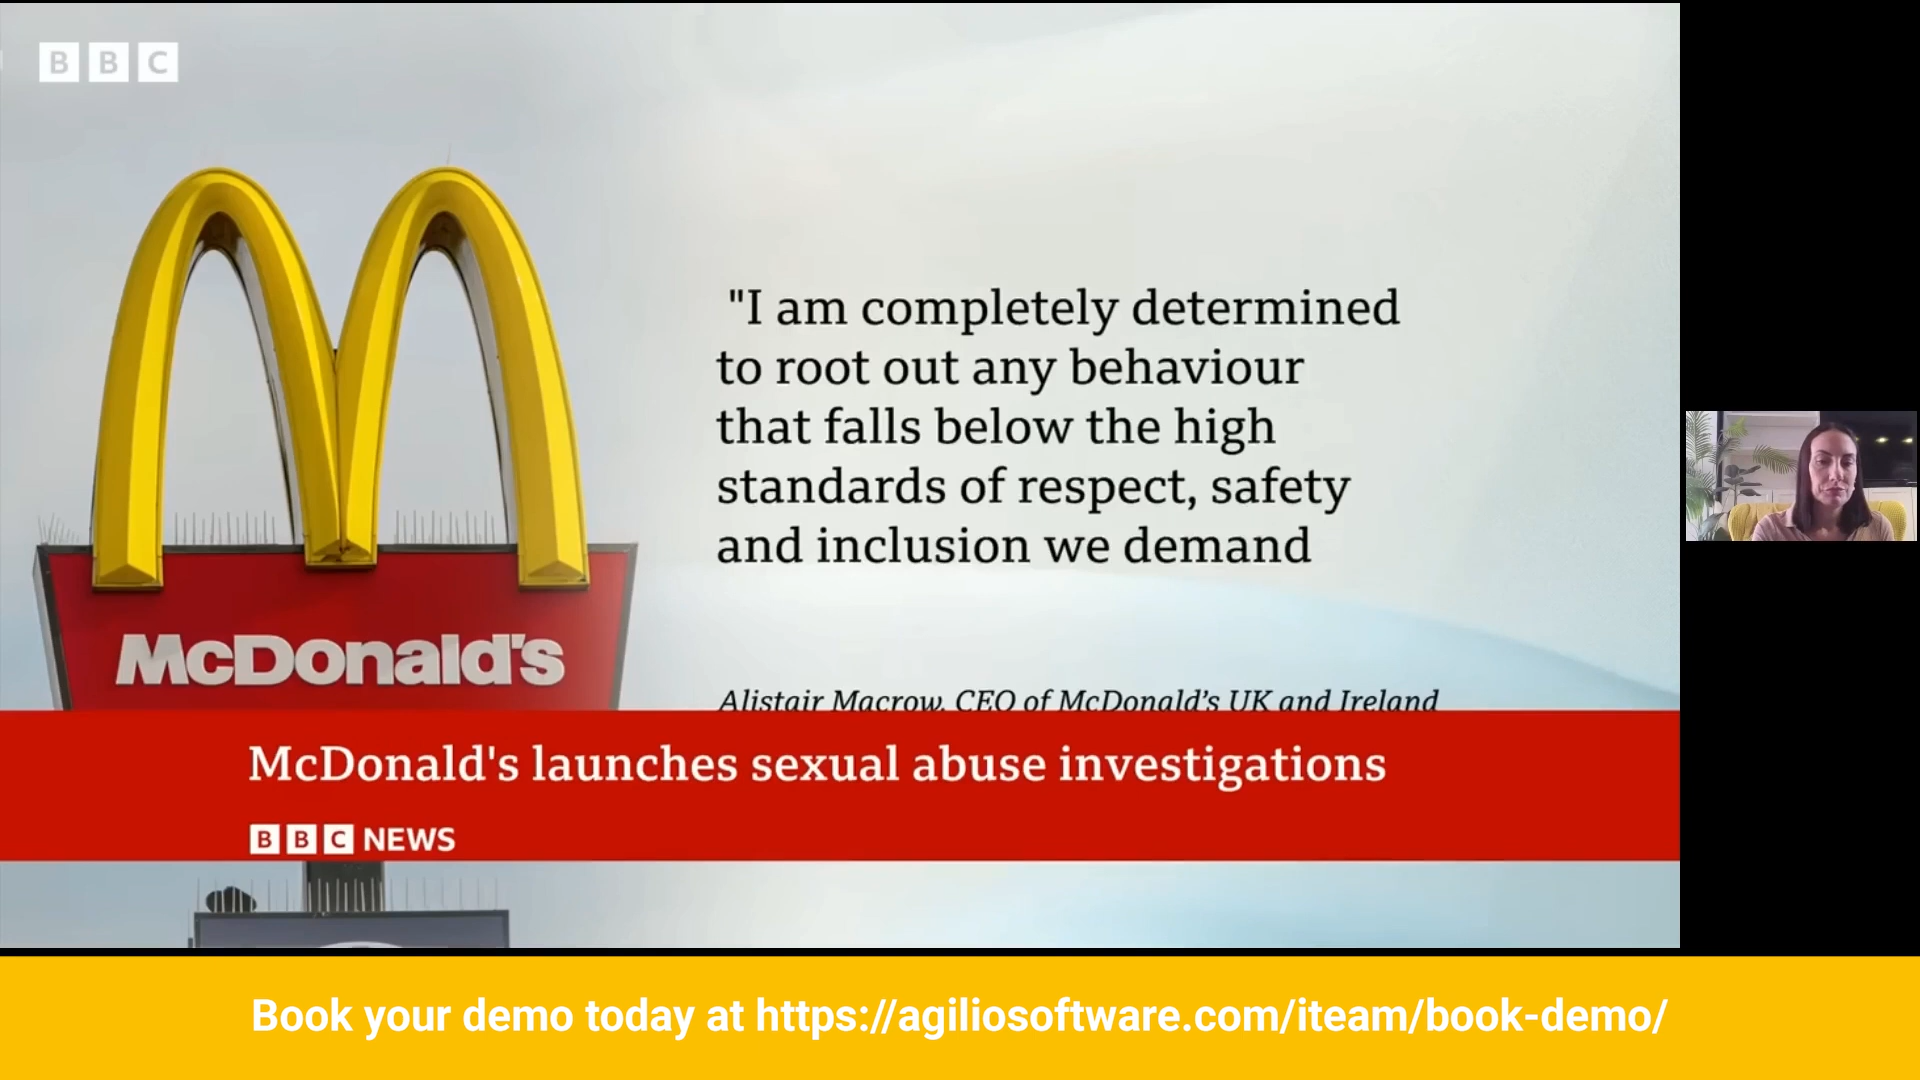 BBC
"I am completely determined
to root out any behaviour
that falls below the high
standards of respect, safety
and inclusion we demand
Alistair Macrow, CEO of McDonald's UK and Ireland
McDonald's
McDonald's launches sexual abuse investigations
BBC NEWS
Book your demo today at https://agiliosoftware.com/iteam/book-demo/